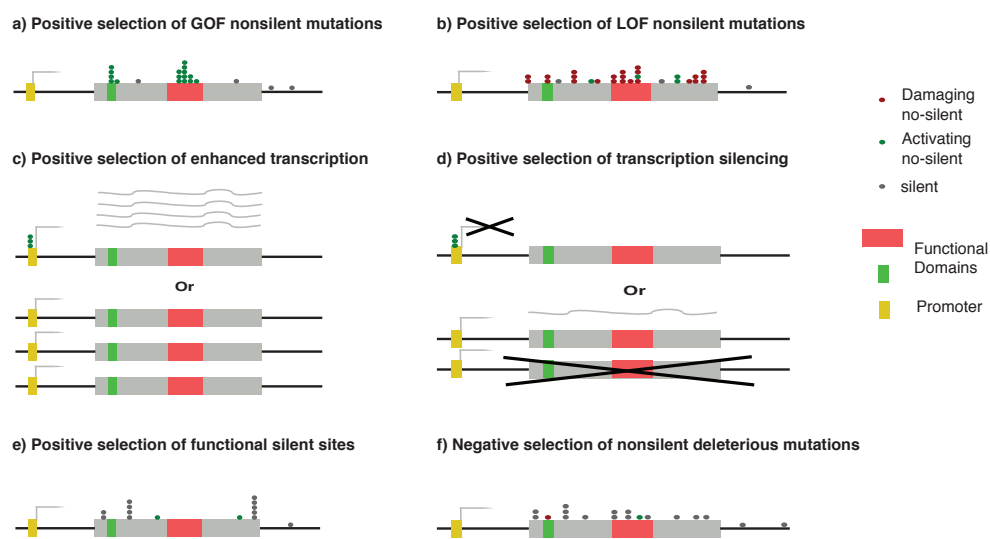 a) Positive selection of GOF nonsilent mutations
b) Positive selection of LOF nonsilent mutations
Damaging
no-silent
Activating
no-silent
silent
Functional
Domains
Promoter
c) Positive selection of enhanced transcription
d) Positive selection of transcription silencing
Or
Or
e) Positive selection of functional silent sites
f) Negative selection of nonsilent deleterious mutations